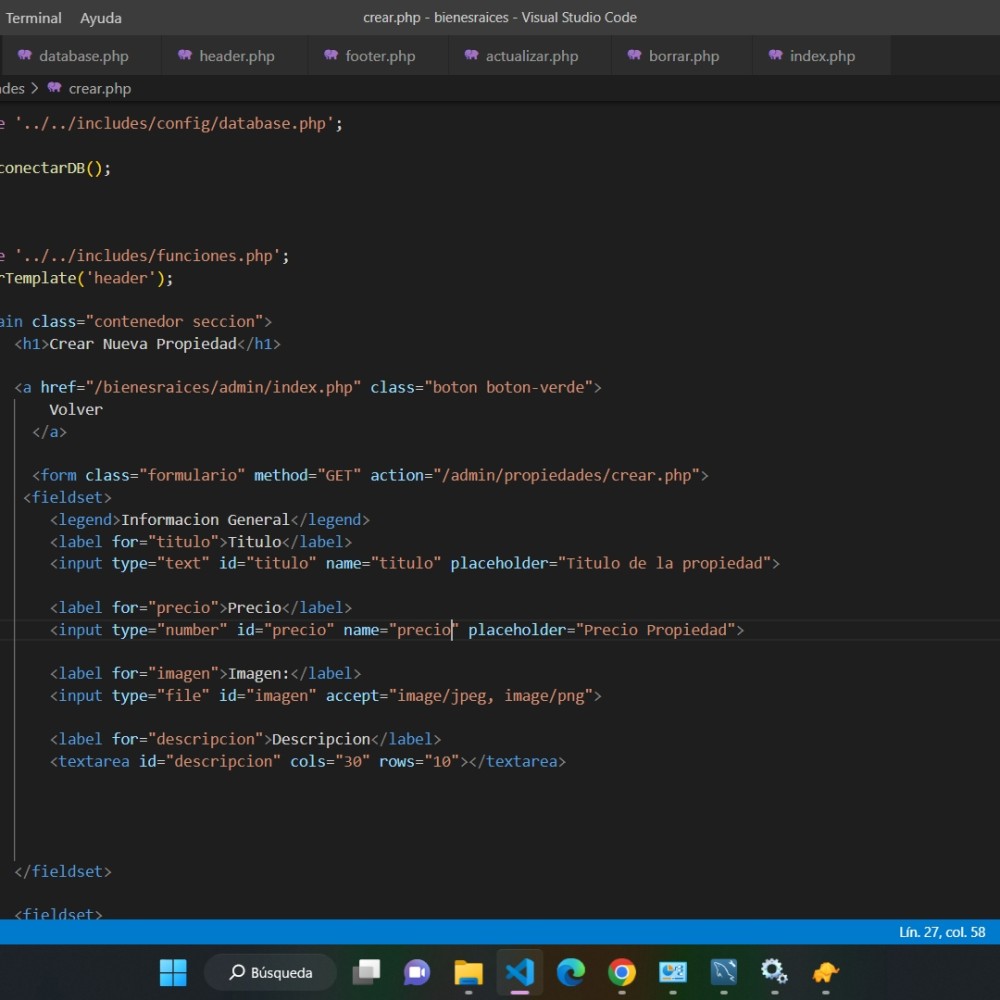 Terminal Ayuda crear.php - bienesraices - Visual Studio Code
database.php header.php footer.php actualizar.php borrar.php index.php
des > crear.php
e '../../includes/config/database.php';
conectarDB();
e '../../includes/funciones.php';
rTemplate('header');
ain class="contenedor seccion">
<h1>Crear Nueva Propiedad</h1>
<a href="/bienesraices/admin/index.php" class="boton boton-verde">
Volver
</a>
<form class="formulario" method="GET" action="/admin/propiedades/crear.php">
<fieldset>
<legend>Informacion General</legend>
<label for="titulo">Titulo</label>
<input type="text" id="titulo" name="titulo" placeholder="Titulo de la propiedad">
<label for="precio">Precio</label>
<input type="number" id="precio" name="precio" placeholder="Precio Propiedad">
<label for="imagen">Imagen:</label>
<input type="file" id="imagen" accept="image/jpeg, image/png">
<label for="descripcion">Descripcion</label>
<textarea id="descripcion" cols="30" rows="10"></textarea>
</fieldset>
<fieldset>
Lín. 27, col. 58
Búsqueda